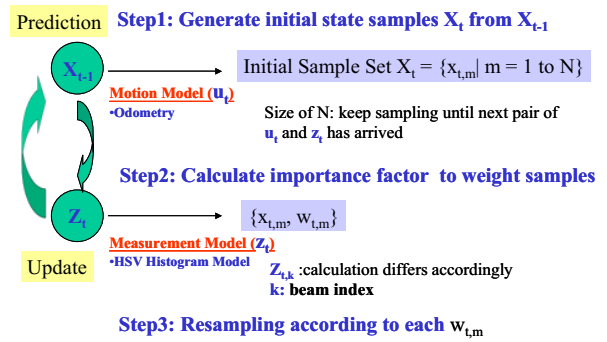 Prediction
Step1: Generate initial state samples Xt from Xt-1
Xt-1
Initial Sample Set Xt = {xt,m| m = 1 to N}
Motion Model (ut)
•Odometry
Size of N: keep sampling until next pair of
ut and zt has arrived
Step2: Calculate importance factor to weight samples
Zt
{xt,m, wt,m}
Measurement Model (zt)
•HSV Histogram Model
Update
Zt,k :calculation differs accordingly
k: beam index
Step3: Resampling according to each wt,m